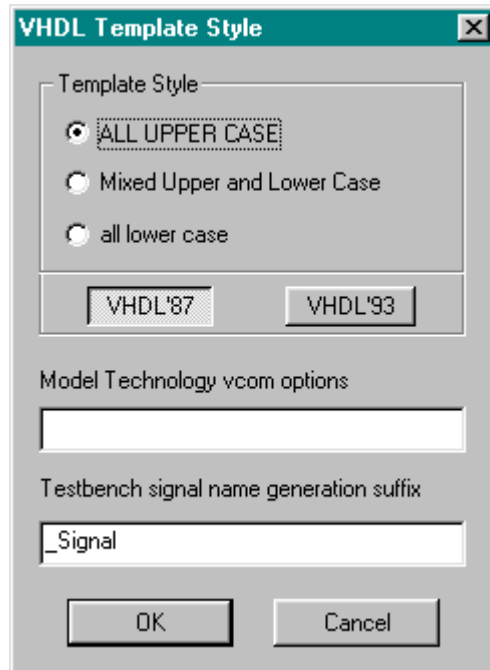 VHDL Template Style
Template Style
ALL UPPER CASE
Mixed Upper and Lower Case
all lower case
VHDL'87 VHDL'93
Model Technology vcom options
Testbench signal name generation suffix
_Signal
OK Cancel